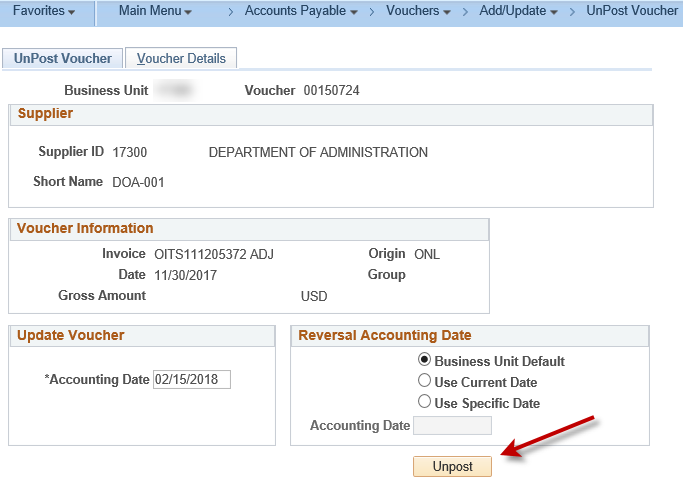 Favorites Main Menu > Accounts Payable > Vouchers > Add/Update > UnPost Voucher
UnPost Voucher Voucher Details
Business Unit Voucher 00150724
Supplier
Supplier ID 17300 DEPARTMENT OF ADMINISTRATION
Short Name DOA-001
Voucher Information
Invoice OITS111205372 ADJ Origin ONL
Date 11/30/2017 Group
Gross Amount USD
Update Voucher
*Accounting Date 02/15/2018
Reversal Accounting Date
Business Unit Default
Use Current Date
Use Specific Date
Accounting Date
Unpost